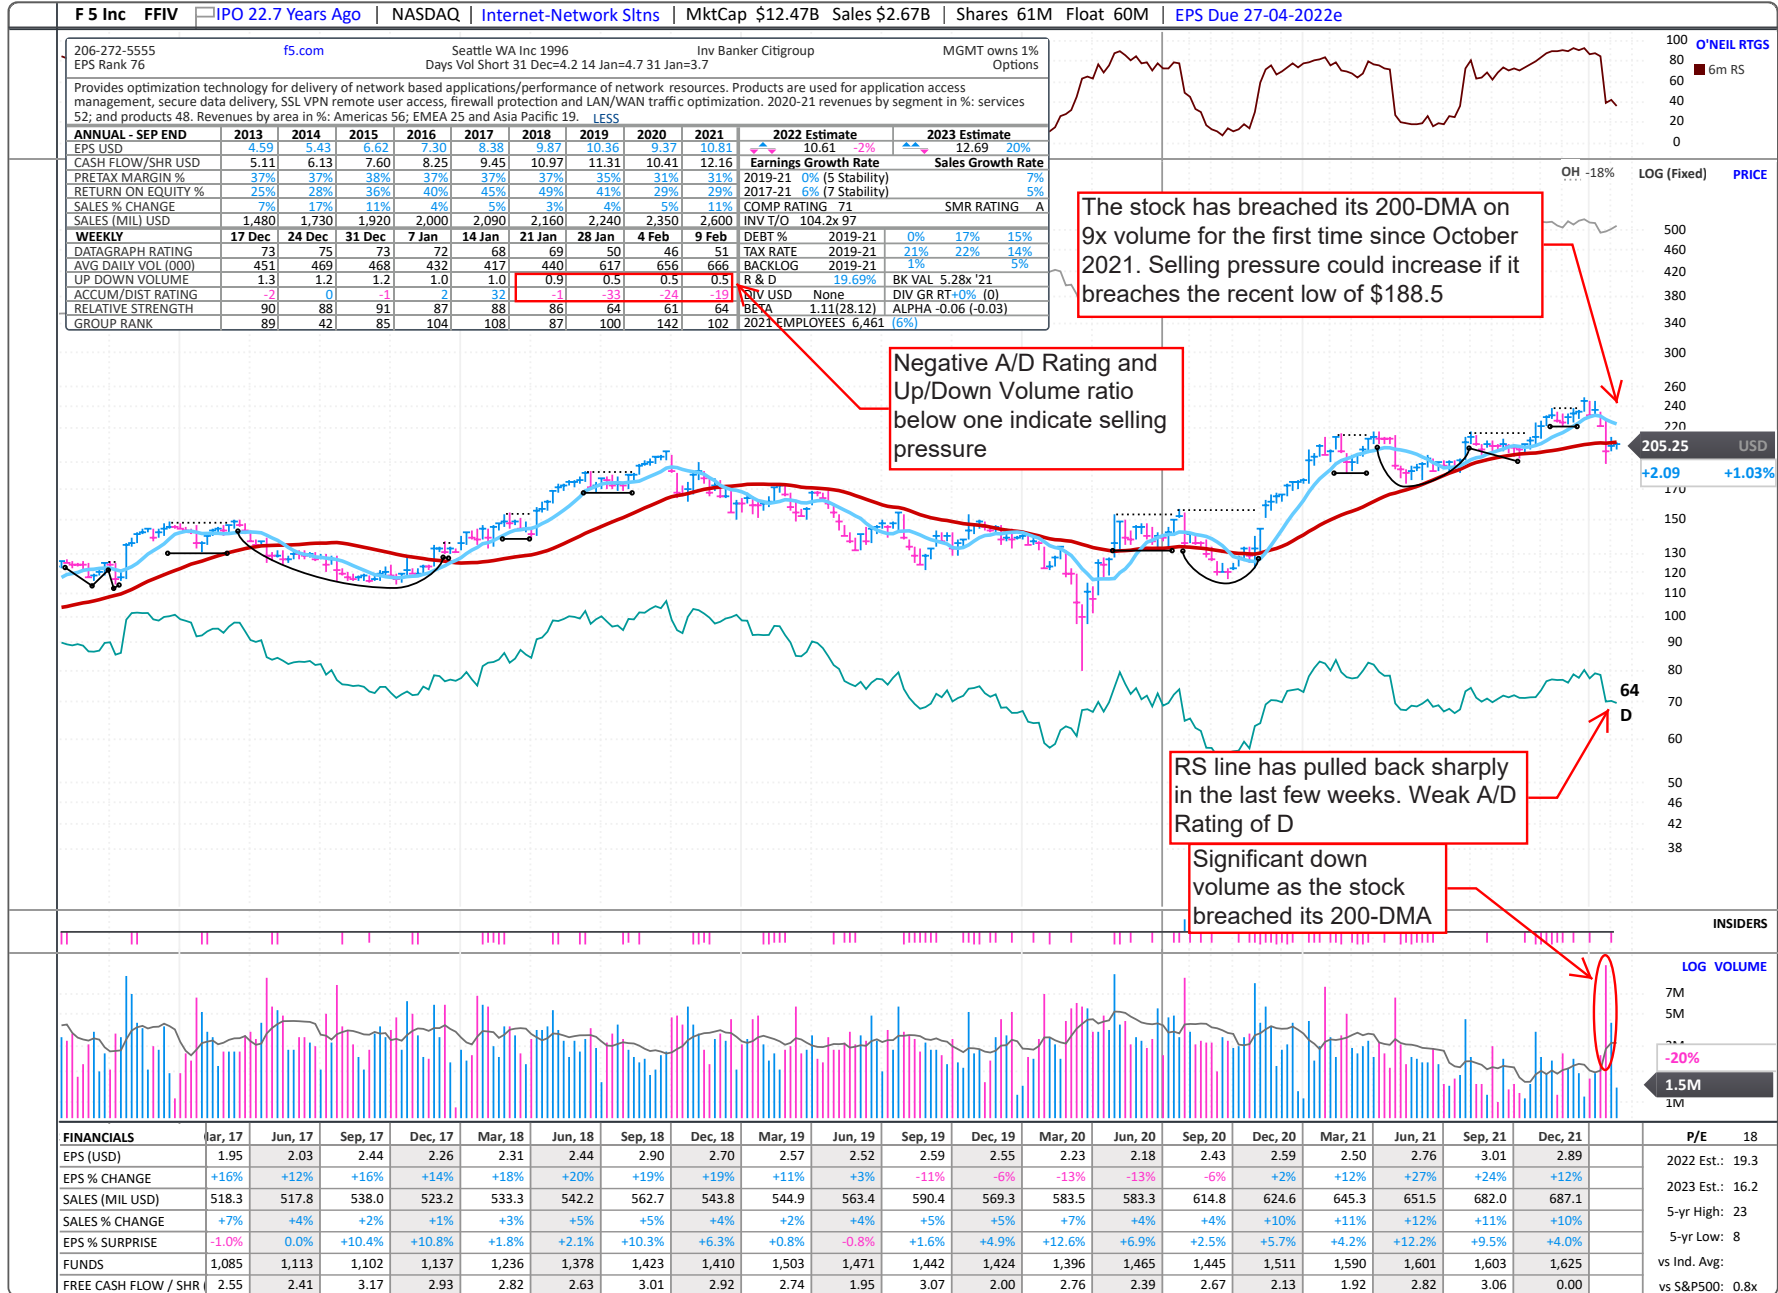 F 5 Inc FFIV IPO 22.7 Years Ago | NASDAQ | Internet-Network Sltns | MktCap $12.47B Sales $2.67B | Shares 61M Float 60M | EPS Due 27-04-2022e
206-272-5555 f5.com Seattle WA Inc 1996 Inv Banker Citigroup MGMT owns 1%
EPS Rank 76 Days Vol Short 31 Dec=4.2 14 Jan=4.7 31 Jan=3.7 Options
Provides optimization technology for delivery of network based applications/performance of network resources. Products are used for application access
management, secure data delivery, SSL VPN remote user access, firewall protection and LAN/WAN traffic optimization. 2020-21 revenues by segment in %: services
52; and products 48. Revenues by area in %: Americas 56; EMEA 25 and Asia Pacific 19. LESS
ANNUAL - SEP END 2013 2014 2015 2016 2017 2018 2019 2020 2021 2022 Estimate 2023 Estimate
EPS USD 4.59 5.43 6.62 7.30 8.38 9.87 10.36 9.37 10.81 10.61 -2% 12.69 20%
CASH FLOW/SHR USD 5.11 6.13 7.60 8.25 9.45 10.97 11.31 10.41 12.16 Earnings Growth Rate Sales Growth Rate
PRETAX MARGIN % 37% 37% 38% 37% 37% 37% 35% 31% 31% 2019-21 0% (5 Stability) 7%
RETURN ON EQUITY % 25% 28% 36% 40% 45% 49% 41% 29% 29% 2017-21 6% (7 Stability) 5%
SALES % CHANGE 7% 17% 11% 4% 5% 3% 4% 5% 11% COMP RATING 71 SMR RATING A
SALES (MIL) USD 1,480 1,730 1,920 2,000 2,090 2,160 2,240 2,350 2,600 INV T/O 104.2x 97
WEEKLY 17 Dec 24 Dec 31 Dec 7 Jan 14 Jan 21 Jan 28 Jan 4 Feb 9 Feb DEBT % 2019-21 0% 17% 15%
DATAGRAPH RATING 73 75 73 72 68 69 50 46 51 TAX RATE 2019-21 21% 22% 14%
AVG DAILY VOL (000) 451 469 468 432 417 440 617 656 666 BACKLOG 2019-21 1% 5%
UP DOWN VOLUME 1.3 1.2 1.2 1.0 1.0 0.9 0.5 0.5 0.5 R & D 19.69% BK VAL 5.28x '21
ACCUM/DIST RATING -2 0 -1 2 32 -1 -33 -24 -19 DIV USD None DIV GR RT +0% (0)
RELATIVE STRENGTH 90 88 91 87 88 86 64 61 64 BETA 1.11(28.12) ALPHA -0.06 (-0.03)
GROUP RANK 89 42 85 104 108 87 100 142 102 2021 EMPLOYEES 6,461 (6%)
100 O'NEIL RTGS
80 6m RS
60
40
20
0
OH -18% LOG (Fixed) PRICE
The stock has breached its 200-DMA on
9x volume for the first time since October
2021. Selling pressure could increase if it
breaches the recent low of $188.5
500
460
420
380
340
300
260
240
220
Negative A/D Rating and
Up/Down Volume ratio
below one indicate selling
pressure
205.25 USD
+2.09 +1.03%
170
150
130
120
110
100
90
80
70
60
50
46
42
38
64
D
RS line has pulled back sharply
in the last few weeks. Weak A/D
Rating of D
Significant down
volume as the stock
breached its 200-DMA
INSIDERS
LOG VOLUME
7M
5M
-20%
1.5M
1M
FINANCIALS Mar, 17 Jun, 17 Sep, 17 Dec, 17 Mar, 18 Jun, 18 Sep, 18 Dec, 18 Mar, 19 Jun, 19 Sep, 19 Dec, 19 Mar, 20 Jun, 20 Sep, 20 Dec, 20 Mar, 21 Jun, 21 Sep, 21 Dec, 21 P/E 18
EPS (USD) 1.95 2.03 2.44 2.26 2.31 2.44 2.90 2.70 2.57 2.52 2.59 2.55 2.23 2.18 2.43 2.59 2.50 2.76 3.01 2.89 2022 Est.: 19.3
EPS % CHANGE +16% +12% +16% +14% +18% +20% +19% +19% +11% +3% -11% -6% -13% -13% -6% +2% +12% +27% +24% +12% 2023 Est.: 16.2
SALES (MIL USD) 518.3 517.8 538.0 523.2 533.3 542.2 562.7 543.8 544.9 563.4 590.4 569.3 583.5 583.3 614.8 624.6 645.3 651.5 682.0 687.1 5-yr High: 23
SALES % CHANGE +7% +4% +2% +1% +3% +5% +5% +4% +2% +4% +5% +5% +7% +4% +4% +10% +11% +12% +11% +10%
EPS % SURPRISE -1.0% 0.0% +10.4% +10.8% +1.8% +2.1% +10.3% +6.3% +0.8% -0.8% +1.6% +4.9% +12.6% +6.9% +2.5% +5.7% +4.2% +12.2% +9.5% +4.0% 5-yr Low: 8
FUNDS 1,085 1,113 1,102 1,137 1,236 1,378 1,423 1,410 1,503 1,471 1,442 1,424 1,396 1,465 1,445 1,511 1,590 1,601 1,603 1,625 vs Ind. Avg:
FREE CASH FLOW / SHR ( 2.55 2.41 3.17 2.93 2.82 2.63 3.01 2.92 2.74 1.95 3.07 2.00 2.76 2.39 2.67 2.13 1.92 2.82 3.06 0.00 vs S&P500: 0.8x